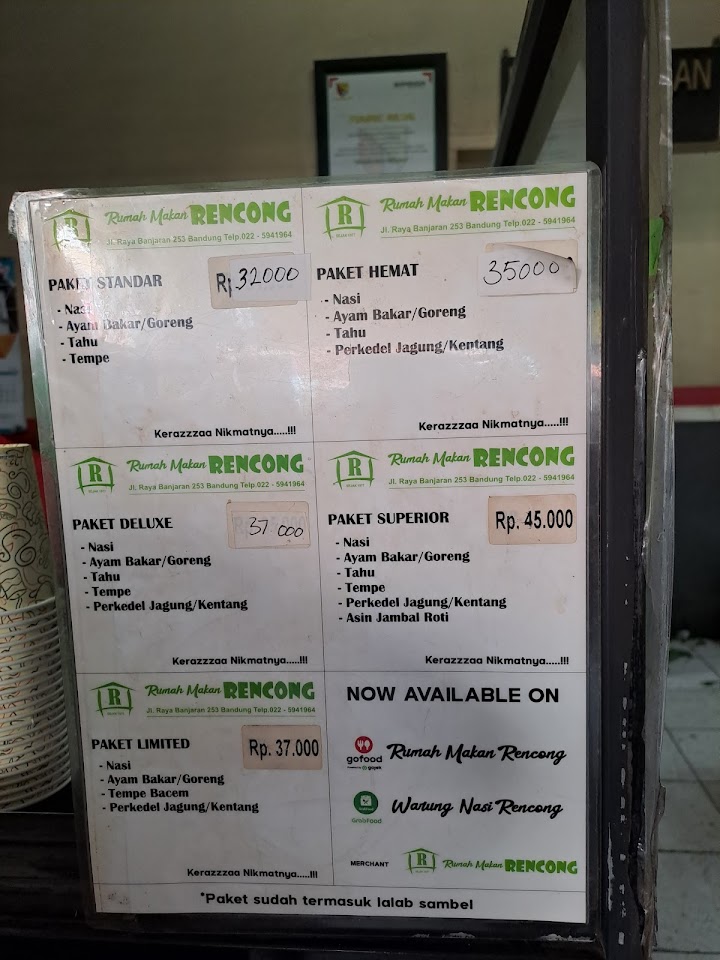 AN
Rumah Makan RENCONG
Jl. Raya Banjaran 253 Bandung Telp.022 - 5941964
PAKET STANDAR
Rp 32000
- Nasi
- Ayam Bakar/Goreng
- Tahu
- Tempe
Kerazzzaa Nikmatnya.....!!!
R
Rumah Makan RENCONG
Jl. Raya Banjaran 253 Bandung Telp.022 - 5941964
PAKET HEMAT
35000
- Nasi
- Ayam Bakar/Goreng
- Tahu
- Perkedel Jagung/Kentang
Kerazzzaa Nikmatnya.....!!!
R
Rumah Makan RENCONG
Jl. Raya Banjaran 253 Bandung Telp.022 - 5941964
PAKET DELUXE
37 000
- Nasi
- Ayam Bakar/Goreng
- Tahu
- Tempe
- Perkedel Jagung/Kentang
Kerazzzaa Nikmatnya.....!!!
R
Rumah Makan RENCONG
Jl. Raya Banjaran 253 Bandung Telp.022 - 5941964
PAKET SUPERIOR
Rp. 45.000
- Nasi
- Ayam Bakar/Goreng
- Tahu
- Tempe
- Perkedel Jagung/Kentang
- Asin Jambal Roti
Kerazzzaa Nikmatnya.....!!!
R
Rumah Makan RENCONG
Jl. Raya Banjaran 253 Bandung Telp.022 - 5941964
PAKET LIMITED
Rp. 37.000
- Nasi
- Ayam Bakar/Goreng
- Tempe Bacem
- Perkedel Jagung/Kentang
Kerazzzaa Nikmatnya.....!!!
NOW AVAILABLE ON
gofood
gojek
Rumah Makan Rencong
GrabFood
Warung Nasi Rencong
MERCHANT
R
Rumah Makan RENCONG
*Paket sudah termasuk lalab sambel